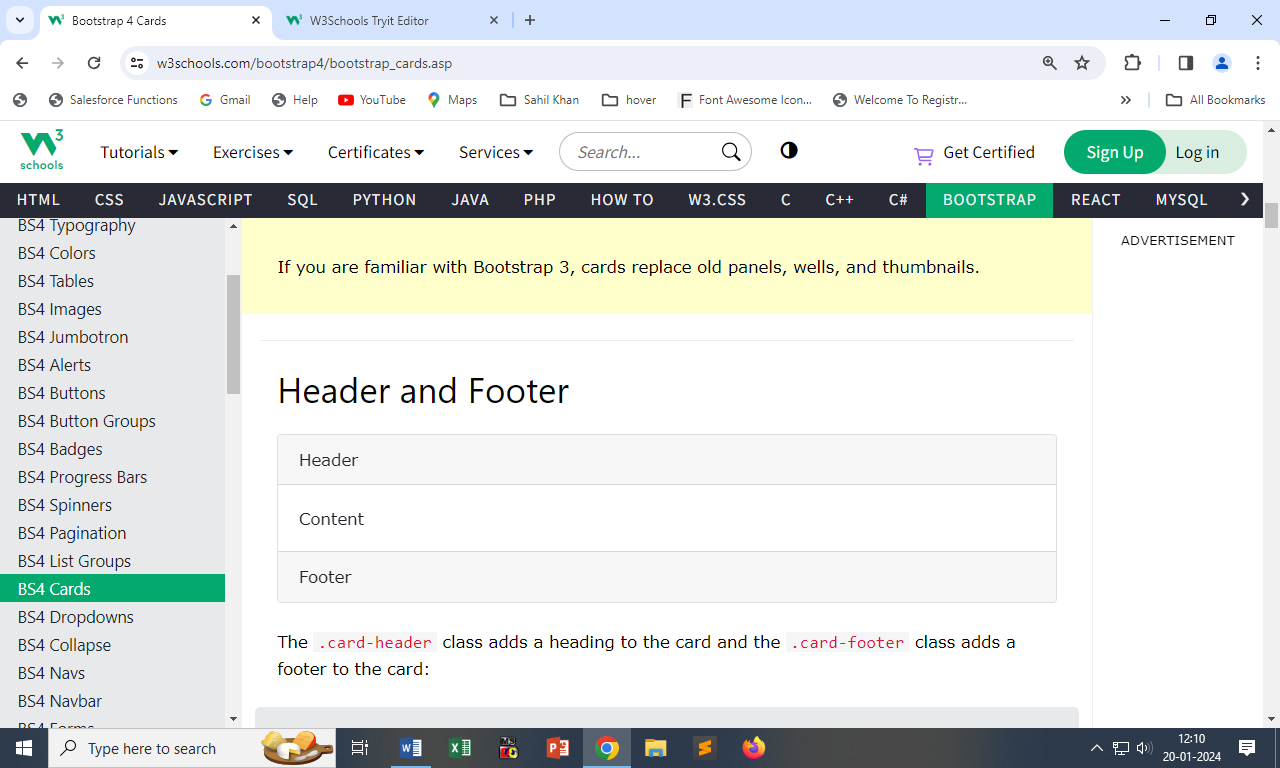 Bootstrap 4 Cards
W3Schools Tryit Editor
w3schools.com/bootstrap4/bootstrap_cards.asp
Salesforce Functions
Gmail
Help
YouTube
Maps
Sahil Khan
hover
Font Awesome Icon...
Welcome To Registr...
All Bookmarks
W3 schools
Tutorials
Exercises
Certificates
Services
Search...
Get Certified
Sign Up
Log in
HTML
CSS
JAVASCRIPT
SQL
PYTHON
JAVA
PHP
HOW TO
W3.CSS
C
C++
C#
BOOTSTRAP
REACT
MYSQL
BS4 Typography
BS4 Colors
BS4 Tables
BS4 Images
BS4 Jumbotron
BS4 Alerts
BS4 Buttons
BS4 Button Groups
BS4 Badges
BS4 Progress Bars
BS4 Spinners
BS4 Pagination
BS4 List Groups
BS4 Cards
BS4 Dropdowns
BS4 Collapse
BS4 Navs
BS4 Navbar
BS4 Forms
If you are familiar with Bootstrap 3, cards replace old panels, wells, and thumbnails.
Header and Footer
Header
Content
Footer
The .card-header class adds a heading to the card and the .card-footer class adds a
footer to the card:
ADVERTISEMENT
Type here to search
12:10
20-01-2024